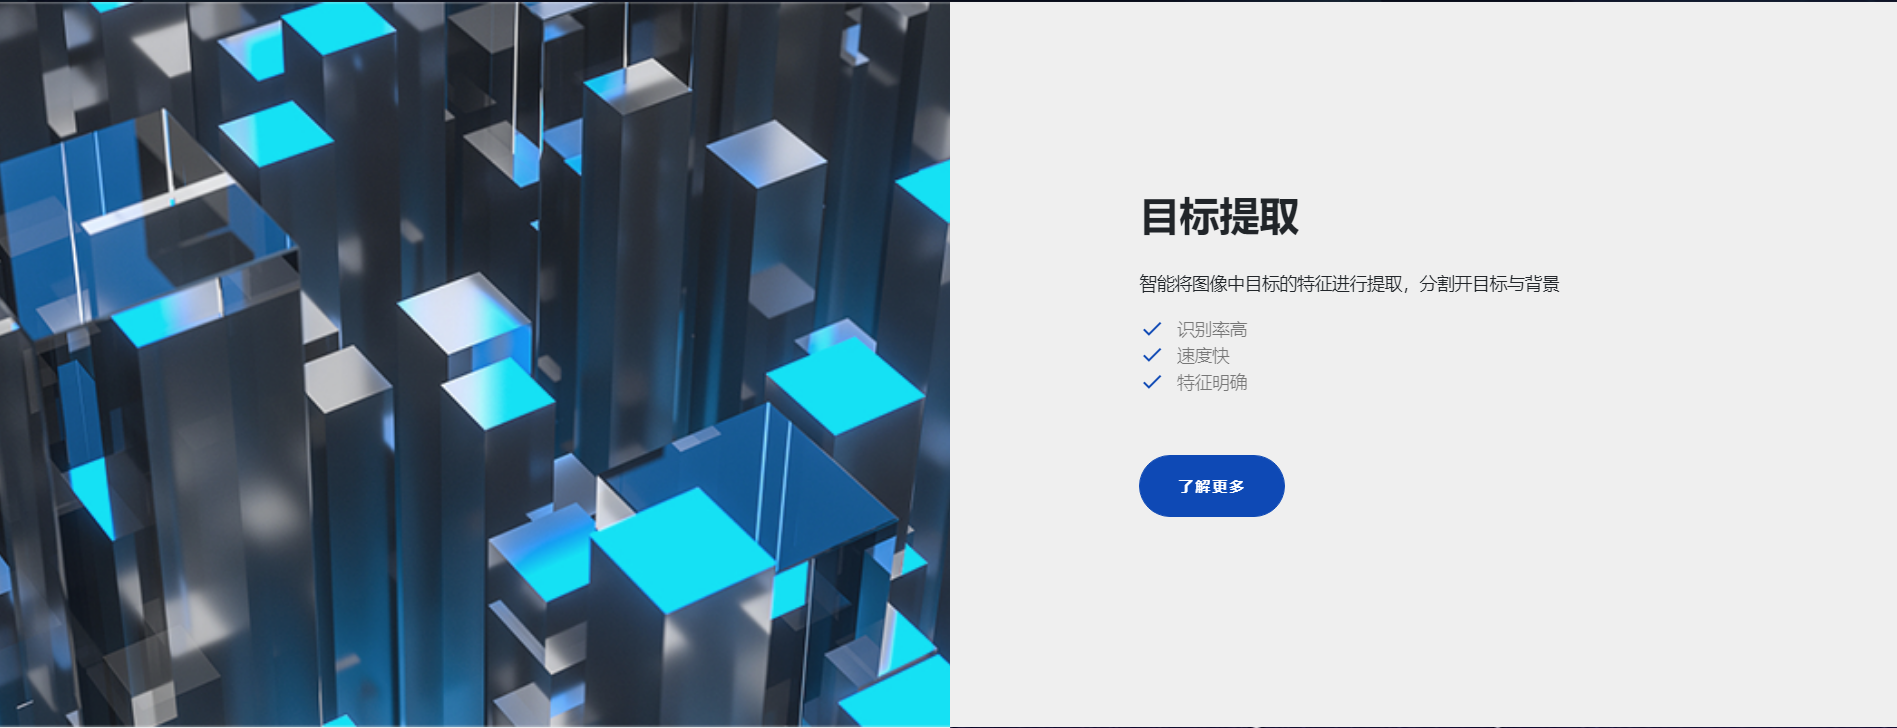 目标提取
智能将图像中目标的特征进行提取，分割开目标与背景
识别率高
速度快
特征明确
了解更多